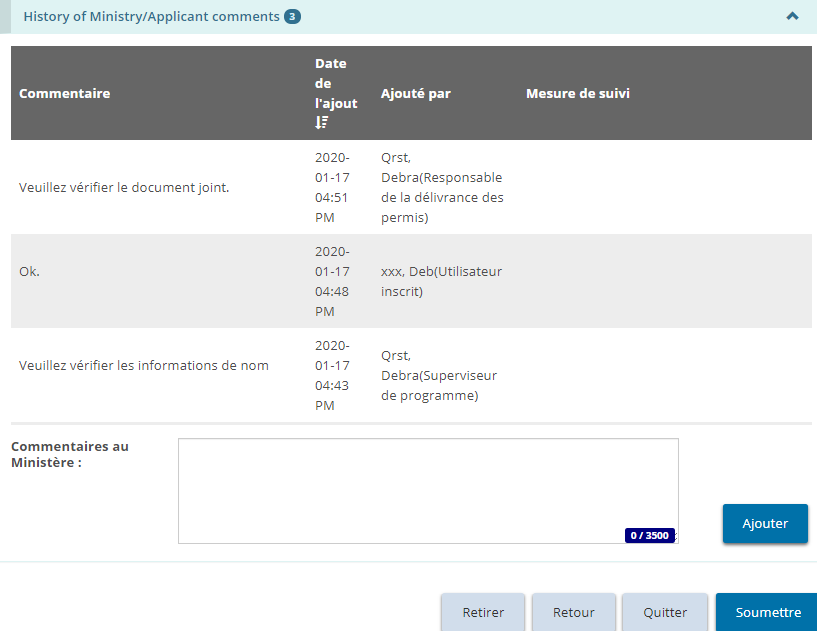 History of Ministry/Applicant comments 3
Commentaire
Date
de
l'ajout
Ajouté par
Mesure de suivi
Veuillez vérifier le document joint.
2020-
01-17
04:51
PM
Qrst,
Debra(Responsable
de la délivrance des
permis)
Ok.
2020-
01-17
04:48
PM
xxx, Deb(Utilisateur
inscrit)
Veuillez vérifier les informations de nom
2020-
01-17
04:43
PM
Qrst,
Debra(Superviseur
de programme)
Commentaires au
Ministère :
0 / 3500
Ajouter
Retirer
Retour
Quitter
Soumettre